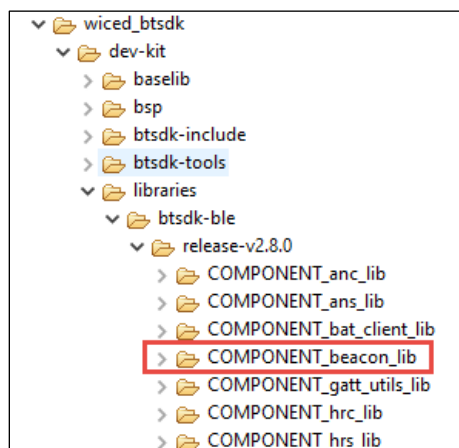 wiced_btsdk
dev-kit
baselib
bsp
btsdk-include
btsdk-tools
libraries
btsdk-ble
release-v2.8.0
COMPONENT_anc_lib
COMPONENT_ans_lib
COMPONENT_bat_client_lib
COMPONENT_beacon_lib
COMPONENT_gatt_utils_lib
COMPONENT_hrc_lib
COMPONENT_hrs_lib